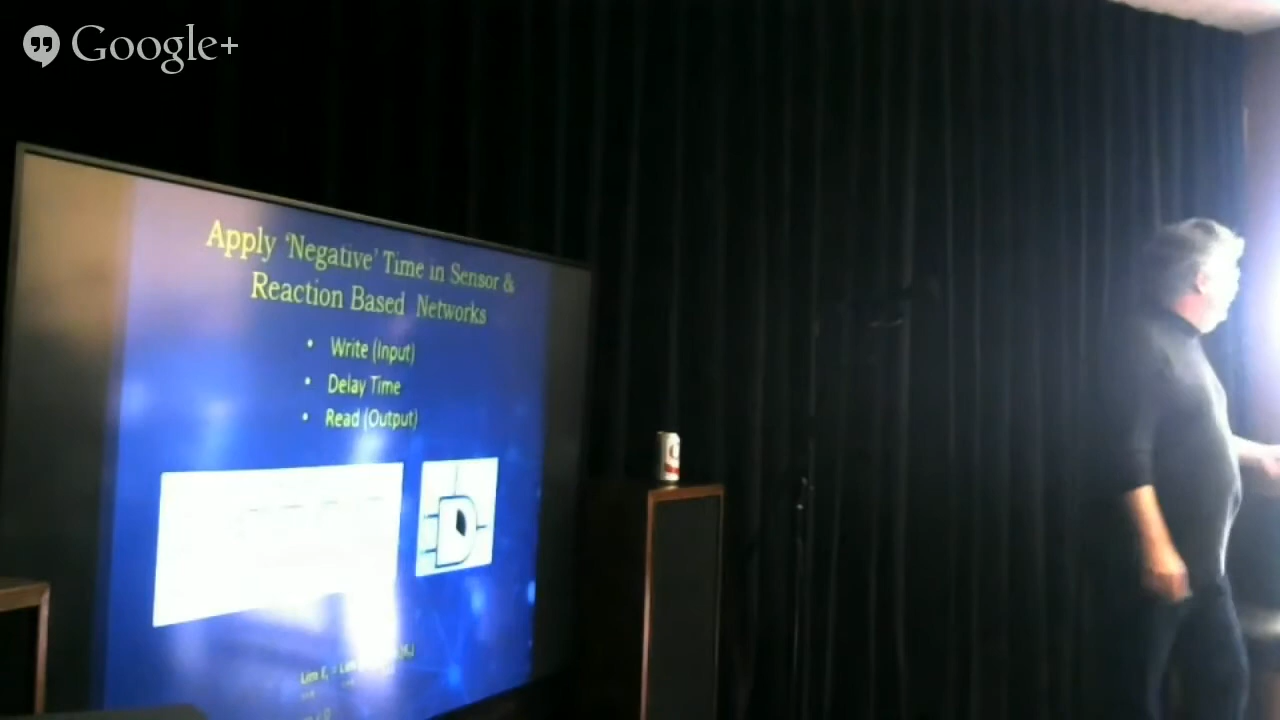 Google+
Apply ‘Negative’ Time in Sensor &
Reaction Based Networks
• Write (Input)
• Delay Time
• Read (Output)